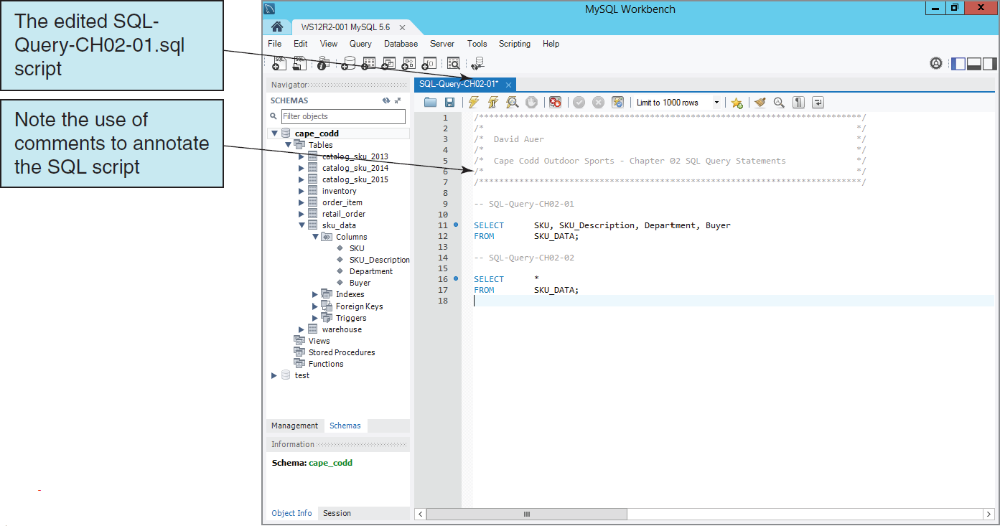 The edited SQL-
Query-CH02-01.sql
script
Note the use of
comments to annotate
the SQL script
MySQL Workbench
WS12R2-001 MySQL 5.6 ×
File Edit View Query Database Server Tools Scripting Help
Navigator
SCHEMAS
Filter objects
cape_codd
Tables
catalog_sku_2013
catalog_sku_2014
catalog_sku_2015
inventory
order_item
retail_order
sku_data
Columns
SKU
SKU_Description
Department
Buyer
Indexes
Foreign Keys
Triggers
warehouse
Views
Stored Procedures
Functions
test
Management Schemas
Information
Schema: cape_codd
Object Info Session
SQL-Query-CH02-01* ×
Limit to 1000 rows
1 /****************************************************************************/
2 /* */
3 /* David Auer */
4 /* */
5 /* Cape Codd Outdoor Sports - Chapter 02 SQL Query Statements */
6 /* */
7 /****************************************************************************/
8
9 -- SQL-Query-CH02-01
10
11 SELECT SKU, SKU_Description, Department, Buyer
12 FROM SKU_DATA;
13
14 -- SQL-Query-CH02-02
15
16 SELECT *
17 FROM SKU_DATA;
18